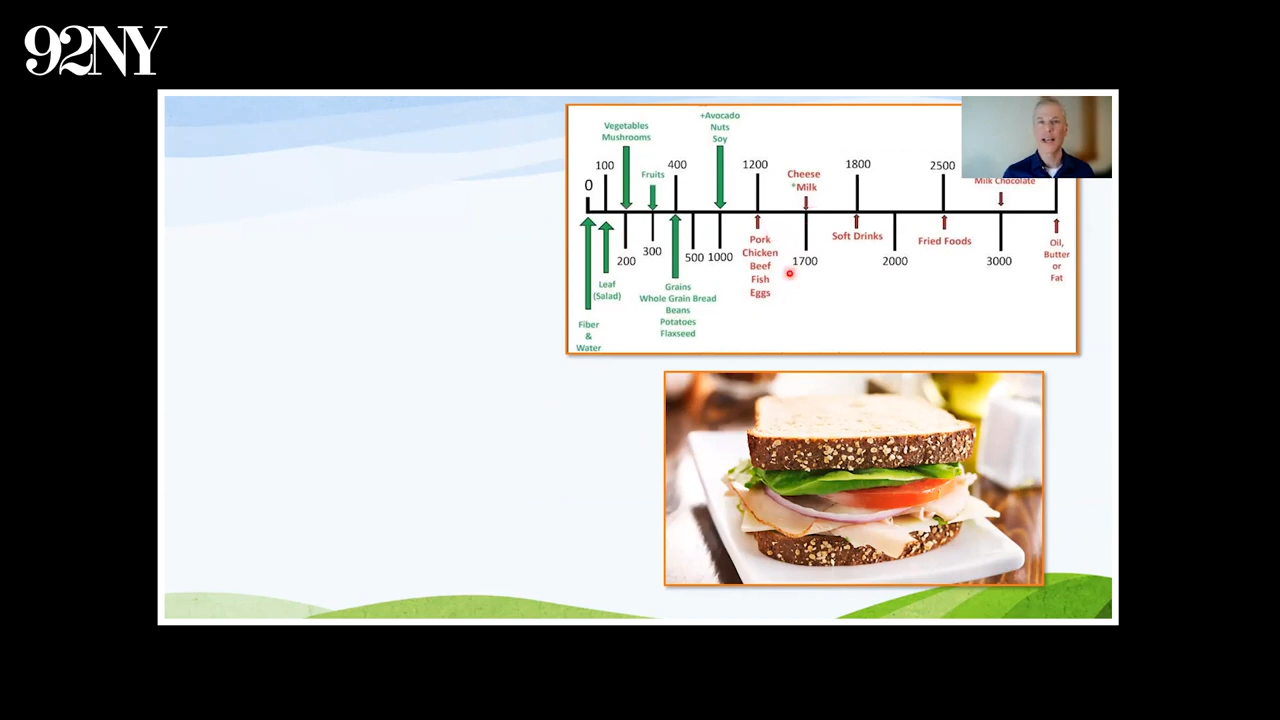 92NY
+Avocado
Nuts
Soy
Vegetables
Mushrooms
100
400
1200
1800
2500
Fruits
Cheese
*Milk
Milk Chocolate
0
Pork
Chicken
Beef
Fish
Eggs
Soft Drinks
Fried Foods
Oil,
Butter
or
Fat
200
300
500
1000
1700
2000
3000
Leaf
(Salad)
Grains
Whole Grain Bread
Beans
Potatoes
Flaxseed
Fiber
&
Water